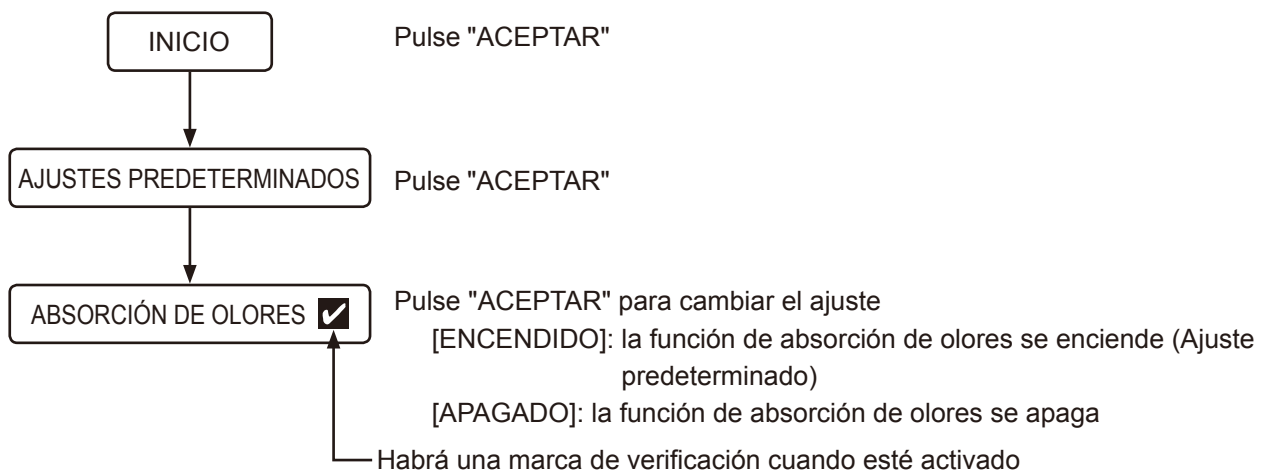 INICIO
Pulse "ACEPTAR"
AJUSTES PREDETERMINADOS
Pulse "ACEPTAR"
ABSORCIÓN DE OLORES ✔
Pulse "ACEPTAR" para cambiar el ajuste
[ENCENDIDO]: la función de absorción de olores se enciende (Ajuste
predeterminado)
[APAGADO]: la función de absorción de olores se apaga
Habrá una marca de verificación cuando esté activado